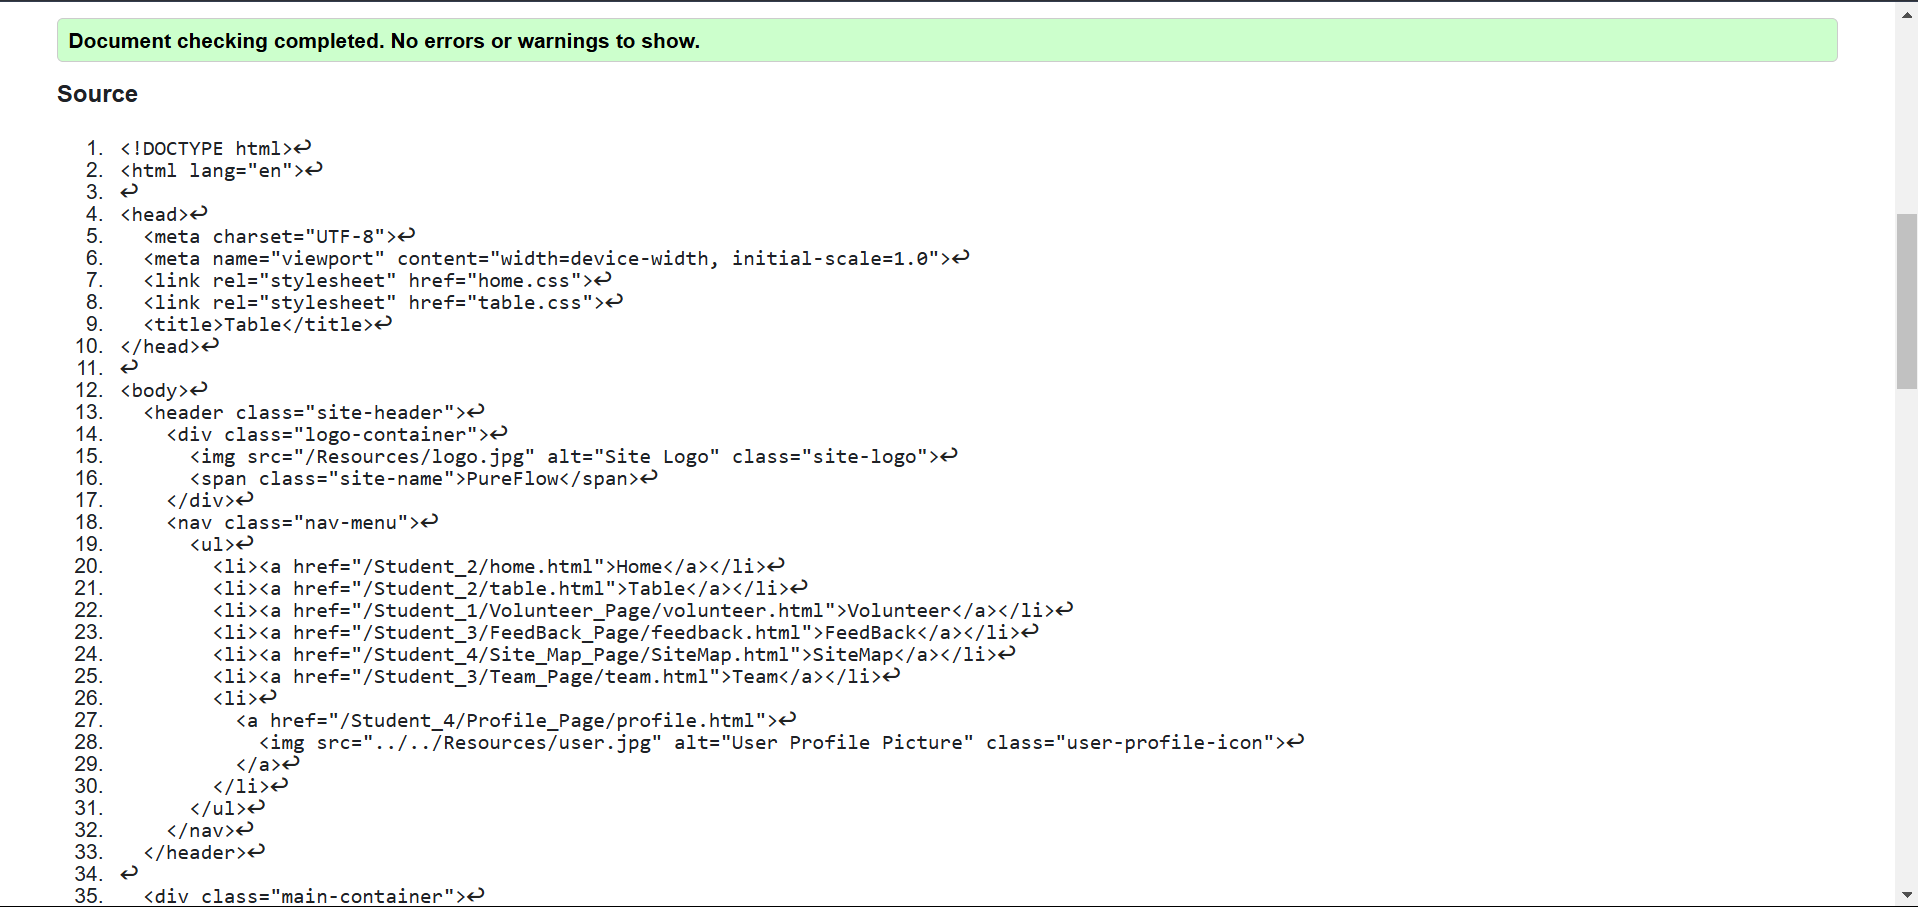 Document checking completed. No errors or warnings to show.
Source
1. <!DOCTYPE html>↩
2. <html lang="en">↩
3. ↩
4. <head>↩
5.   <meta charset="UTF-8">↩
6.   <meta name="viewport" content="width=device-width, initial-scale=1.0">↩
7.   <link rel="stylesheet" href="home.css">↩
8.   <link rel="stylesheet" href="table.css">↩
9.   <title>Table</title>↩
10. </head>↩
11. ↩
12. <body>↩
13.   <header class="site-header">↩
14.     <div class="logo-container">↩
15.       <img src="/Resources/logo.jpg" alt="Site Logo" class="site-logo">↩
16.       <span class="site-name">PureFlow</span>↩
17.     </div>↩
18.     <nav class="nav-menu">↩
19.       <ul>↩
20.         <li><a href="/Student_2/home.html">Home</a></li>↩
21.         <li><a href="/Student_2/table.html">Table</a></li>↩
22.         <li><a href="/Student_1/Volunteer_Page/volunteer.html">Volunteer</a></li>↩
23.         <li><a href="/Student_3/FeedBack_Page/feedback.html">FeedBack</a></li>↩
24.         <li><a href="/Student_4/Site_Map_Page/SiteMap.html">SiteMap</a></li>↩
25.         <li><a href="/Student_3/Team_Page/team.html">Team</a></li>↩
26.         <li>↩
27.           <a href="/Student_4/Profile_Page/profile.html">↩
28.             <img src="../../Resources/user.jpg" alt="User Profile Picture" class="user-profile-icon">↩
29.           </a>↩
30.         </li>↩
31.       </ul>↩
32.     </nav>↩
33.   </header>↩
34. ↩
35.   <div class="main-container">↩